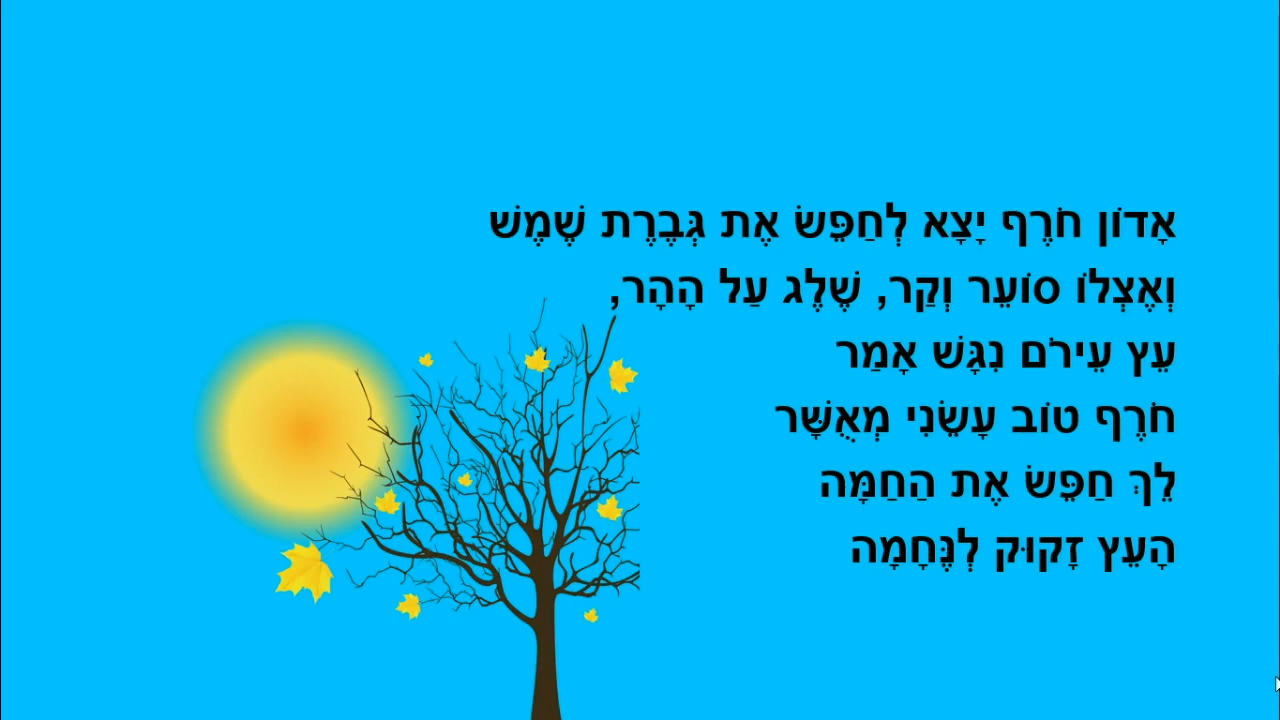 אָדוֹן חֹרֶף יָצָא לְחַפֵּשׂ אֶת גְּבֶרֶת שֶׁמֶשׁ
וְאֶצְלוֹ סוֹעֵר וְקַר, שֶׁלֶג עַל הָהָר,
עֵץ עֵירֹם נִגָּשׁ אָמַר
חֹרֶף טוֹב עָשֵׂנִי מְאֻשָּׁר
לֵךְ חַפֵּשׂ אֶת הַחַמָּה
הָעֵץ זָקוּק לְנֶּחָמָה